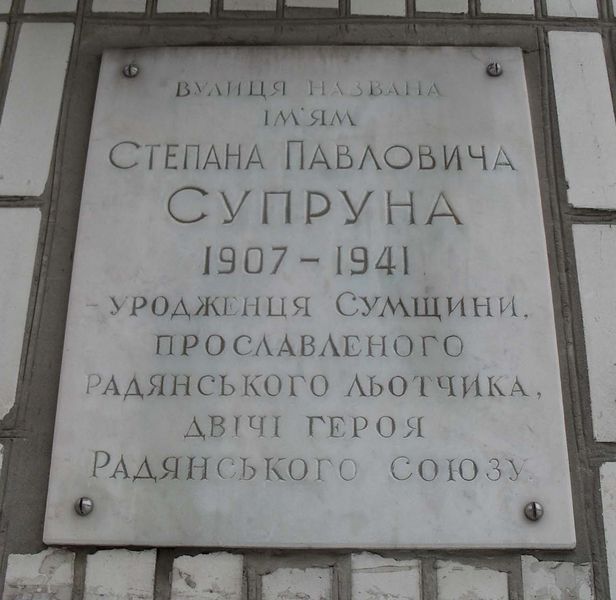 ВУЛИЦЯ НАЗВАНА
ІМ'ЯМ
СТЕПАНА ПАВЛОВИЧА
СУПРУНА
1907 – 1941
– УРОДЖЕНЦЯ СУМЩИНИ,
ПРОСЛАВЛЕНОГО
РАДЯНСЬКОГО ЛЬОТЧИКА,
ДВІЧІ ГЕРОЯ
РАДЯНСЬКОГО СОЮЗУ.